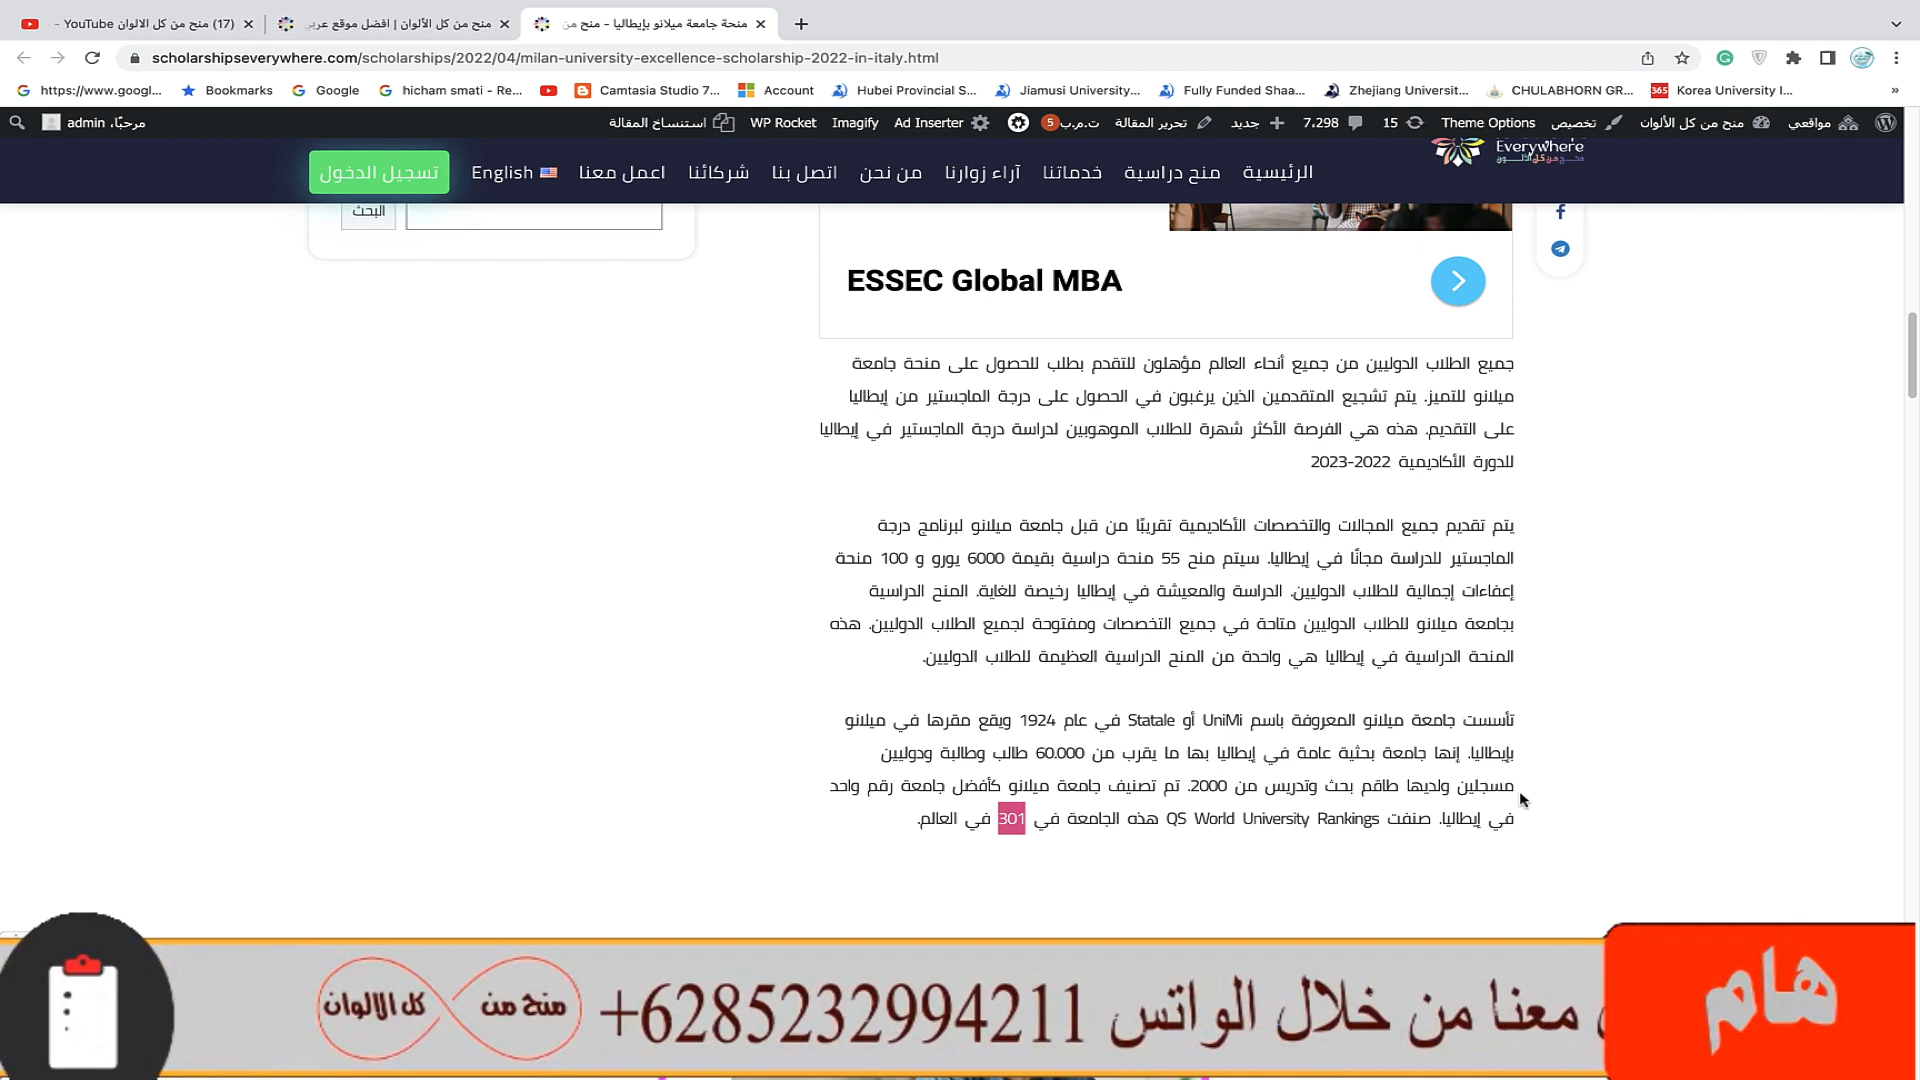 (17) منح من كل الالوان - YouTube
منح من كل الألوان | افضل موقع عربي
منحة جامعة ميلانو بإيطاليا - منح من
scholarshipseverywhere.com/scholarships/2022/04/milan-university-excellence-scholarship-2022-in-italy.html
https://www.googl...
Bookmarks
Google
hicham smati - Re...
Camtasia Studio 7...
Account
Hubei Provincial S...
Jiamusi University...
Fully Funded Shaa...
Zhejiang Universit...
CHULABHORN GR...
365
Korea University I...
»
مواقعي
منح من كل الألوان
تخصيص
Theme Options
15
7,298
جديد
تحرير المقالة
ت.م.ب 5
Ad Inserter
Imagify
WP Rocket
استنساخ المقالة
مرحبًا، admin
Everywhere
منح من كل الألوان
الرئيسية
منح دراسية
خدماتنا
آراء زوارنا
من نحن
اتصل بنا
شركائنا
اعمل معنا
English
تسجيل الدخول
البحث
ESSEC Global MBA
جميع الطلاب الدوليين من جميع أنحاء العالم مؤهلون للتقدم بطلب للحصول على منحة جامعة
ميلانو للتميز. يتم تشجيع المتقدمين الذين يرغبون في الحصول على درجة الماجستير من إيطاليا
على التقديم. هذه هي الفرصة الأكثر شهرة للطلاب الموهوبين لدراسة درجة الماجستير في إيطاليا
للدورة الأكاديمية 2022-2023
يتم تقديم جميع المجالات والتخصصات الأكاديمية تقريبًا من قبل جامعة ميلانو لبرنامج درجة
الماجستير للدراسة مجانًا في إيطاليا. سيتم منح 55 منحة دراسية بقيمة 6000 يورو و 100 منحة
إعفاءات إجمالية للطلاب الدوليين. الدراسة والمعيشة في إيطاليا رخيصة للغاية. المنح الدراسية
بجامعة ميلانو للطلاب الدوليين متاحة في جميع التخصصات ومفتوحة لجميع الطلاب الدوليين. هذه
المنحة الدراسية في إيطاليا هي واحدة من المنح الدراسية العظيمة للطلاب الدوليين.
تأسست جامعة ميلانو المعروفة باسم UniMi أو Statale في عام 1924 ويقع مقرها في ميلانو
بإيطاليا. إنها جامعة بحثية عامة في إيطاليا بها ما يقرب من 60.000 طالب وطالبة ودوليين
مسجلين ولديها طاقم بحث وتدريس من 2000. تم تصنيف جامعة ميلانو كأفضل جامعة رقم واحد
في إيطاليا. صنفت QS World University Rankings هذه الجامعة في 301 في العالم.
هام
معنا من خلال الواتس 6285232994211+
منح من كل الالوان